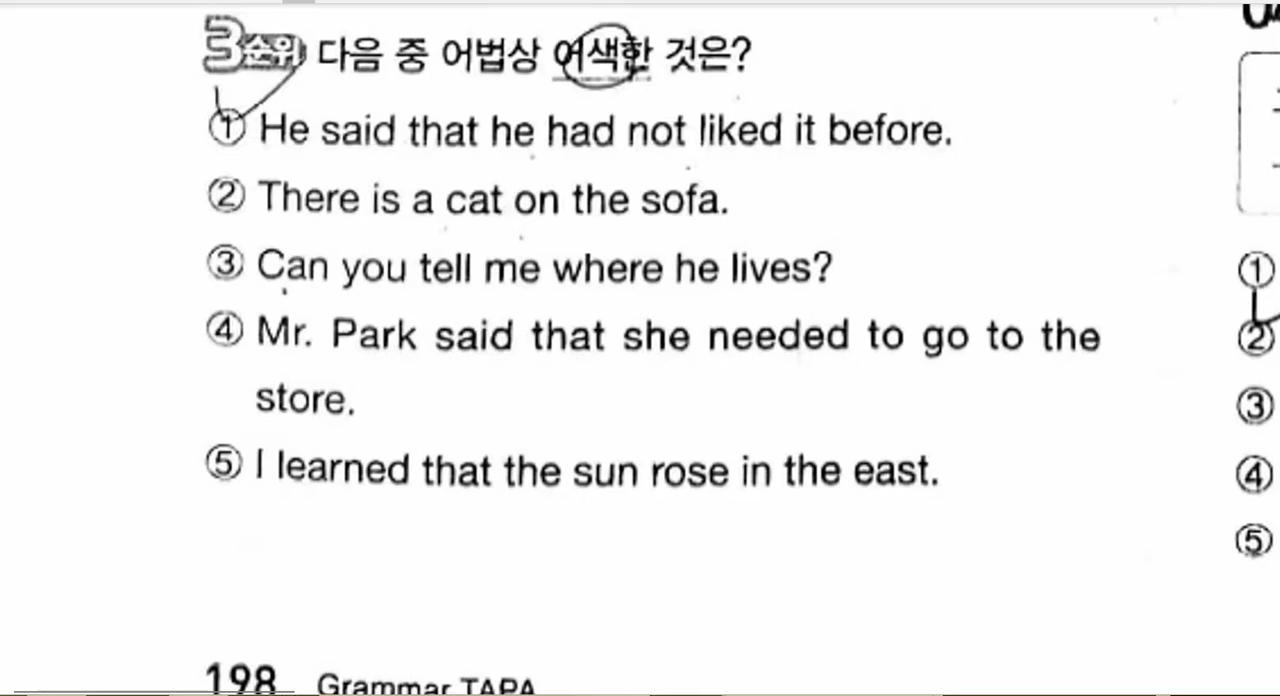 3순위 다음 중 어법상 어색한 것은?
① He said that he had not liked it before.
② There is a cat on the sofa.
③ Can you tell me where he lives?
④ Mr. Park said that she needed to go to the
store.
⑤ I learned that the sun rose in the east.
198 Grammar TAPA
①
②
③
④
⑤